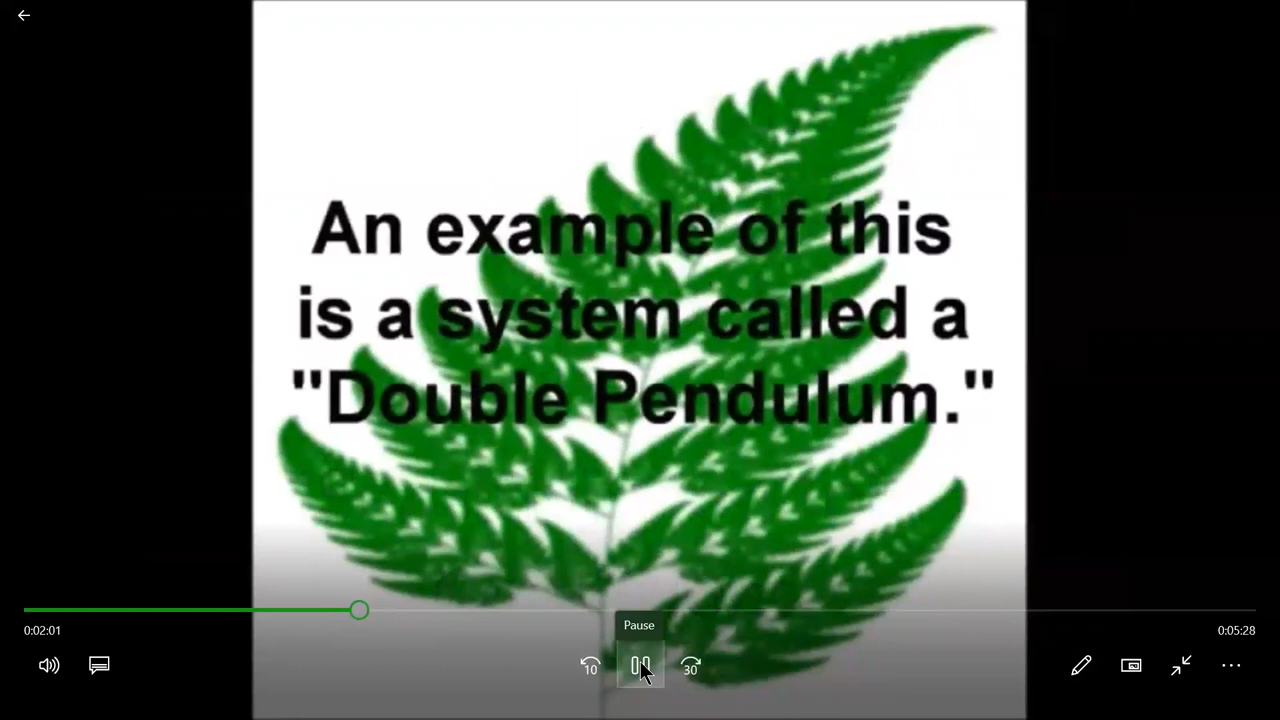 An example of this
is a system called a
"Double Pendulum."
Pause
0:02:01
0:05:28
10
30